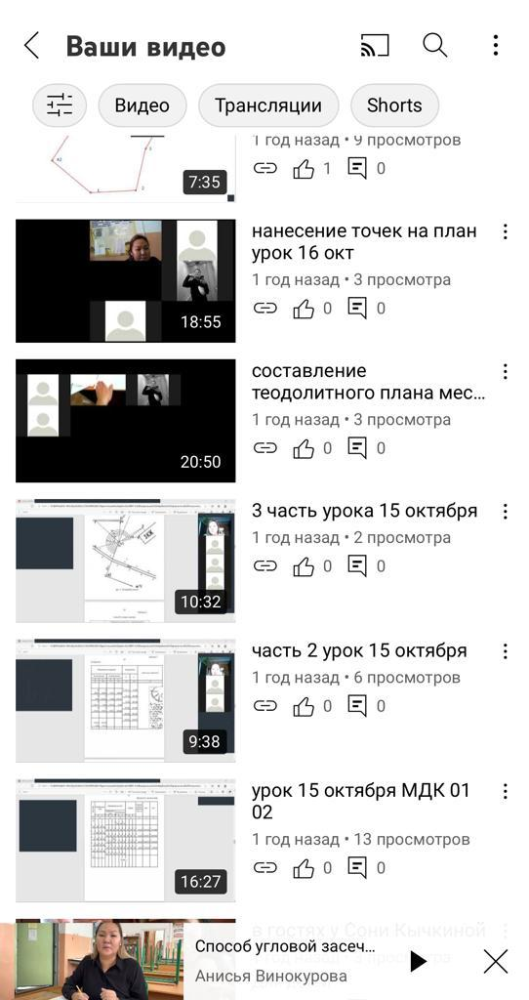 Ваши видео
Видео
Трансляции
Shorts
1 год назад • 9 просмотров
7:35
1
0
нанесение точек на план
урок 16 окт
1 год назад • 3 просмотра
18:55
0
0
составление
теодолитного плана мес...
1 год назад • 3 просмотра
20:50
0
0
3 часть урока 15 октября
1 год назад • 2 просмотра
10:32
0
0
часть 2 урок 15 октября
1 год назад • 6 просмотров
9:38
0
0
урок 15 октября МДК 01
02
1 год назад • 13 просмотров
16:27
0
0
в гостях у Сони Кычкиной
Способ угловой засеч...
Анисья Винокурова